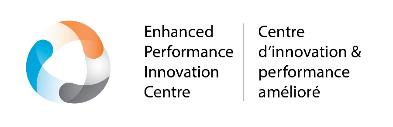 Enhanced
Performance
Innovation
Centre
Centre
d'innovation &
performance
amélioré